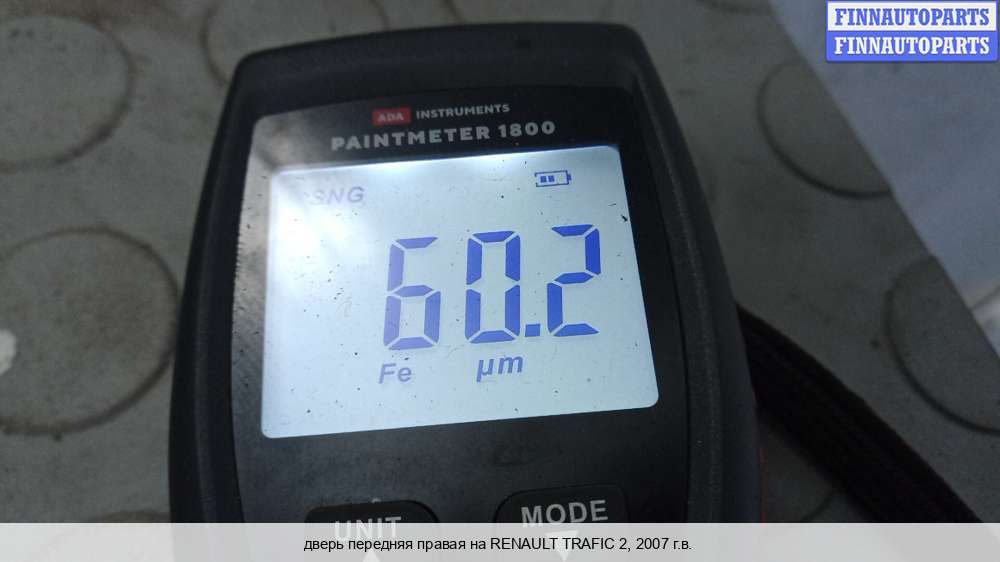 FINNAUTOPARTS
FINNAUTOPARTS
ADA INSTRUMENTS
PAINTMETER 1800
SNG
60.2
Fe µm
UNIT MODE
дверь передняя правая на RENAULT TRAFIC 2, 2007 г.в.